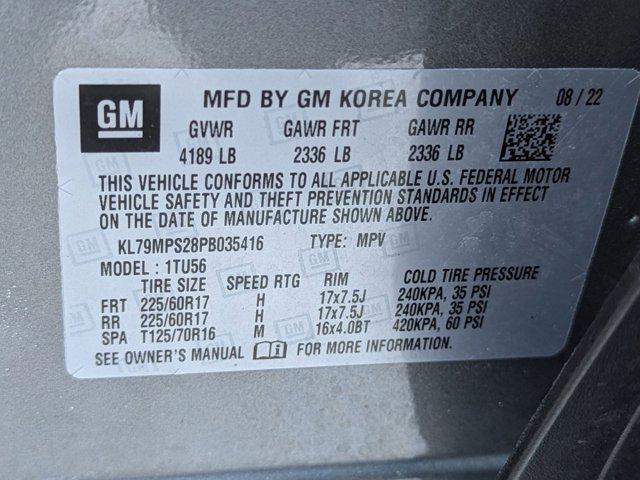 GM MFD BY GM KOREA COMPANY 08 / 22
GVWR GAWR FRT GAWR RR
4189 LB 2336 LB 2336 LB
THIS VEHICLE CONFORMS TO ALL APPLICABLE U.S. FEDERAL MOTOR
VEHICLE SAFETY AND THEFT PREVENTION STANDARDS IN EFFECT
ON THE DATE OF MANUFACTURE SHOWN ABOVE.
KL79MPS28PB035416 TYPE: MPV
MODEL : 1TU56
TIRE SIZE SPEED RTG RIM COLD TIRE PRESSURE
FRT 225/60R17 H 17x7.5J 240KPA, 35 PSI
RR 225/60R17 H 17x7.5J 240KPA, 35 PSI
SPA T125/70R16 M 16x4.0BT 420KPA, 60 PSI
SEE OWNER'S MANUAL FOR MORE INFORMATION.